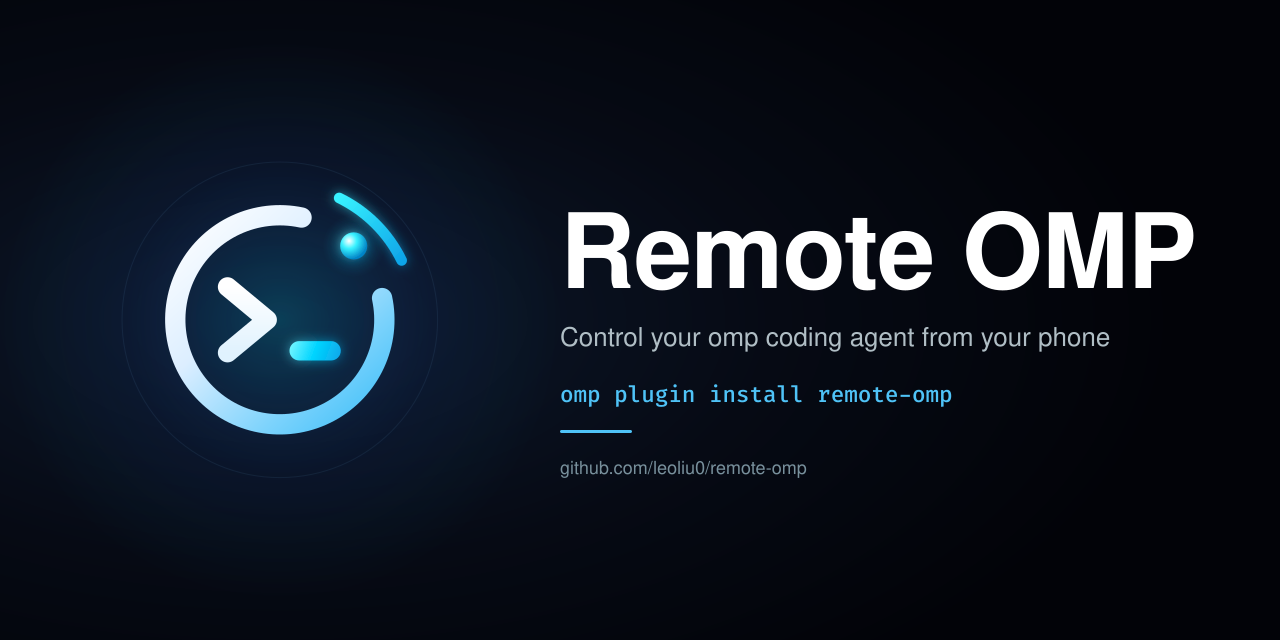 Remote OMP
Control your omp coding agent from your phone
omp plugin install remote-omp
github.com/leoliu0/remote-omp